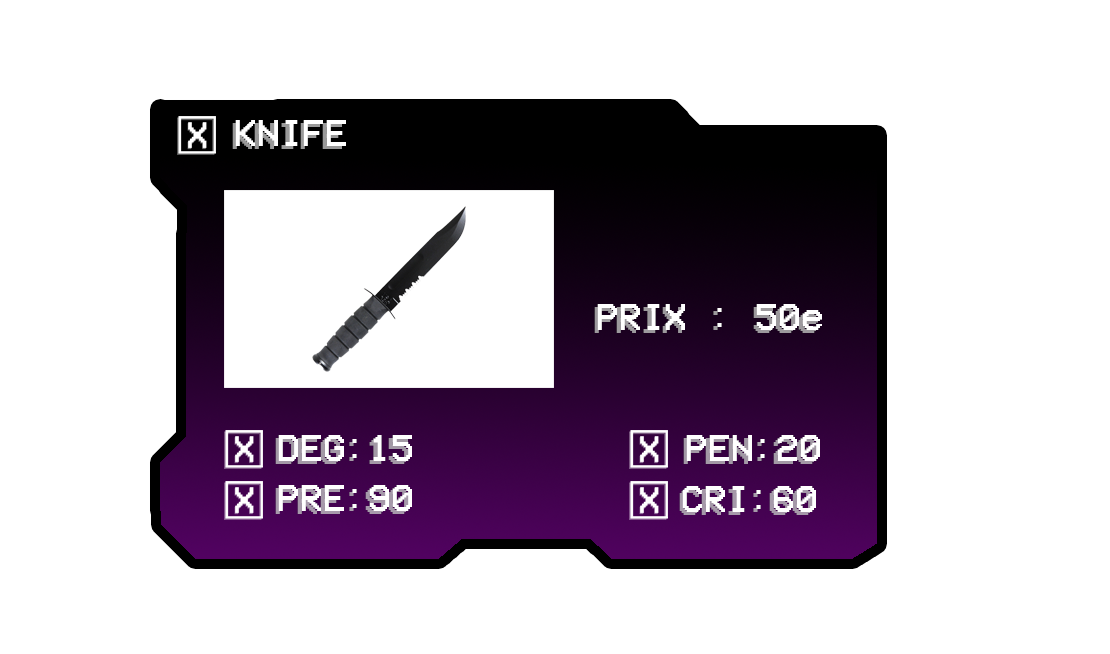 X KNIFE
PRIX : 50e
X DEG:15
X PEN:20
X PRE:90
X CRI:60